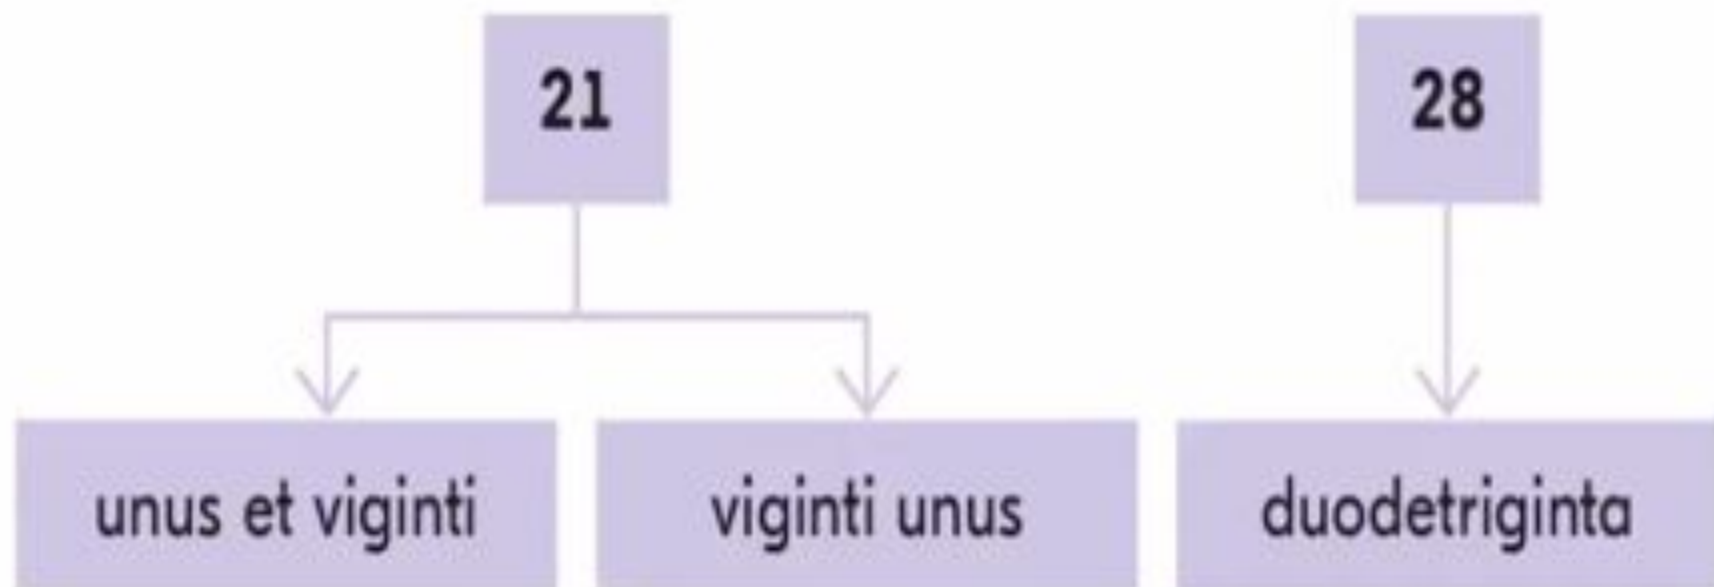 21
28
unus et viginti
viginti unus
duodetriginta